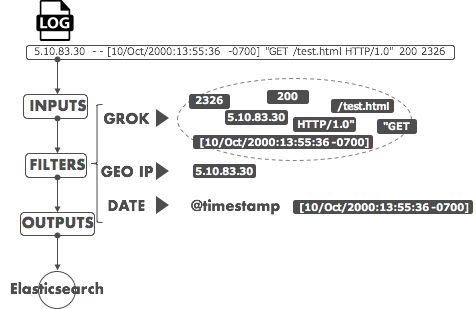 LOG
5.10.83.30 - - [10/Oct/2000:13:55:36 -0700] "GET /test.html HTTP/1.0" 200 2326
INPUTS
FILTERS
OUTPUTS
Elasticsearch
GROK
2326
200
/test.html
5.10.83.30
HTTP/1.0"
"GET
[10/Oct/2000:13:55:36 -0700]
GEO IP
5.10.83.30
DATE
@timestamp
[10/Oct/2000:13:55:36 -0700]